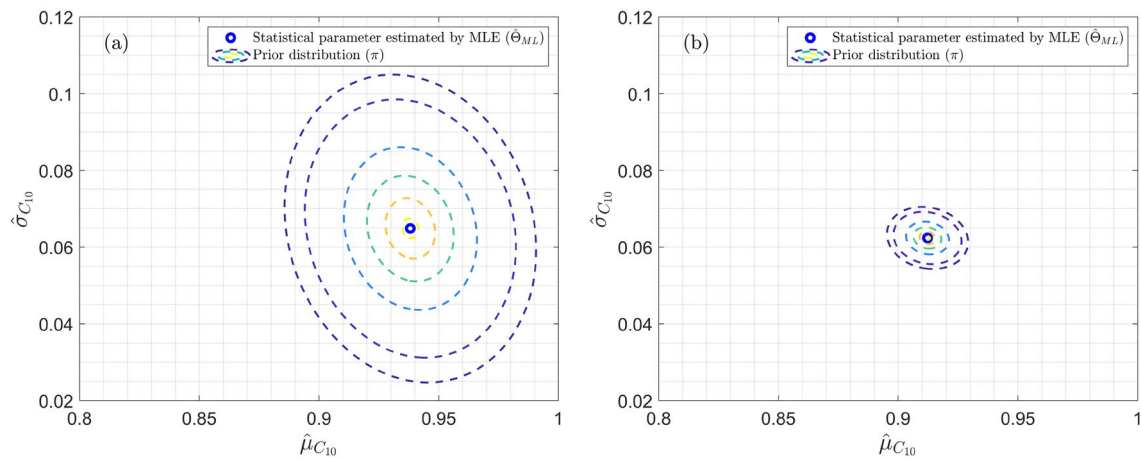 (a)
Statistical parameter estimated by MLE (Θ̂_ML)
Prior distribution (π)
0.12
0.1
0.08
0.06
0.04
0.02
σ̂_C₁₀
0.8
0.85
0.9
0.95
1
μ̂_C₁₀
(b)
Statistical parameter estimated by MLE (Θ̂_ML)
Prior distribution (π)
0.12
0.1
0.08
0.06
0.04
0.02
σ̂_C₁₀
0.8
0.85
0.9
0.95
1
μ̂_C₁₀